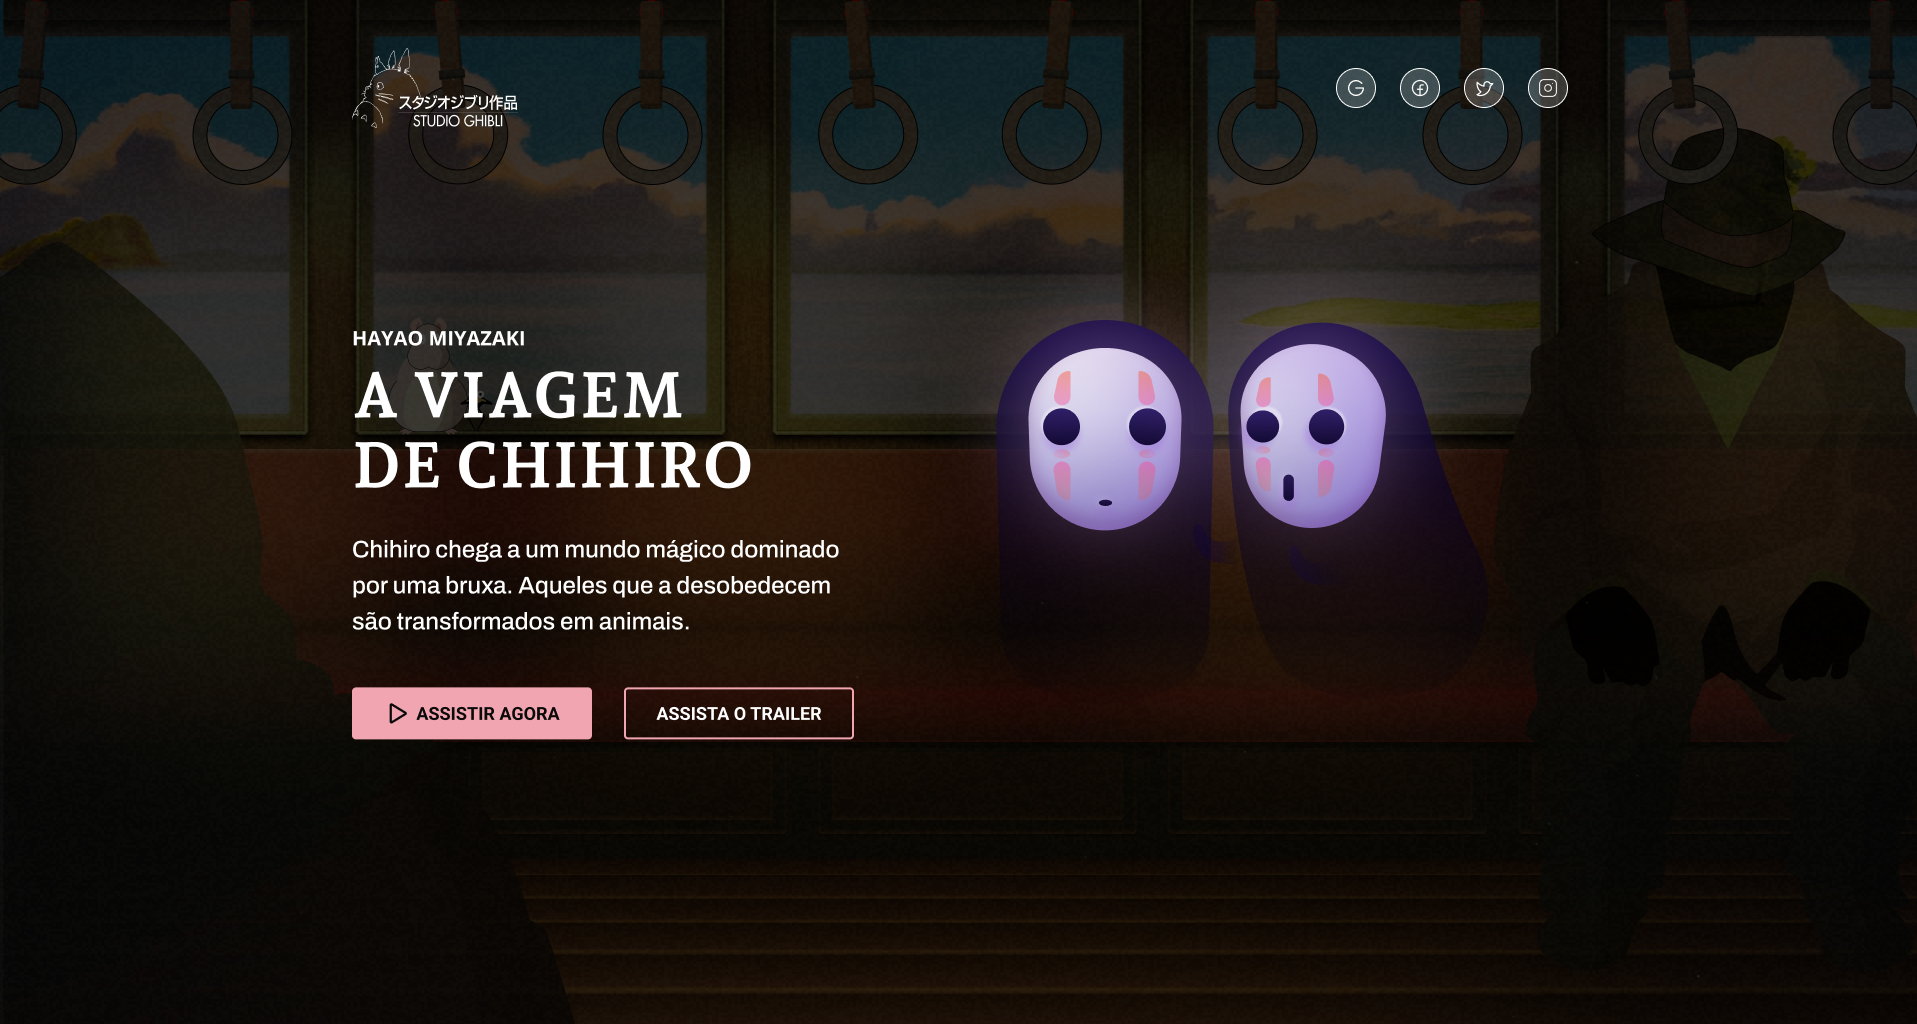 スタジオジブリ作品
STUDIO GHIBLI
HAYAO MIYAZAKI
A VIAGEM
DE CHIHIRO
Chihiro chega a um mundo mágico dominado
por uma bruxa. Aqueles que a desobedecem
são transformados em animais.
ASSISTIR AGORA
ASSISTA O TRAILER